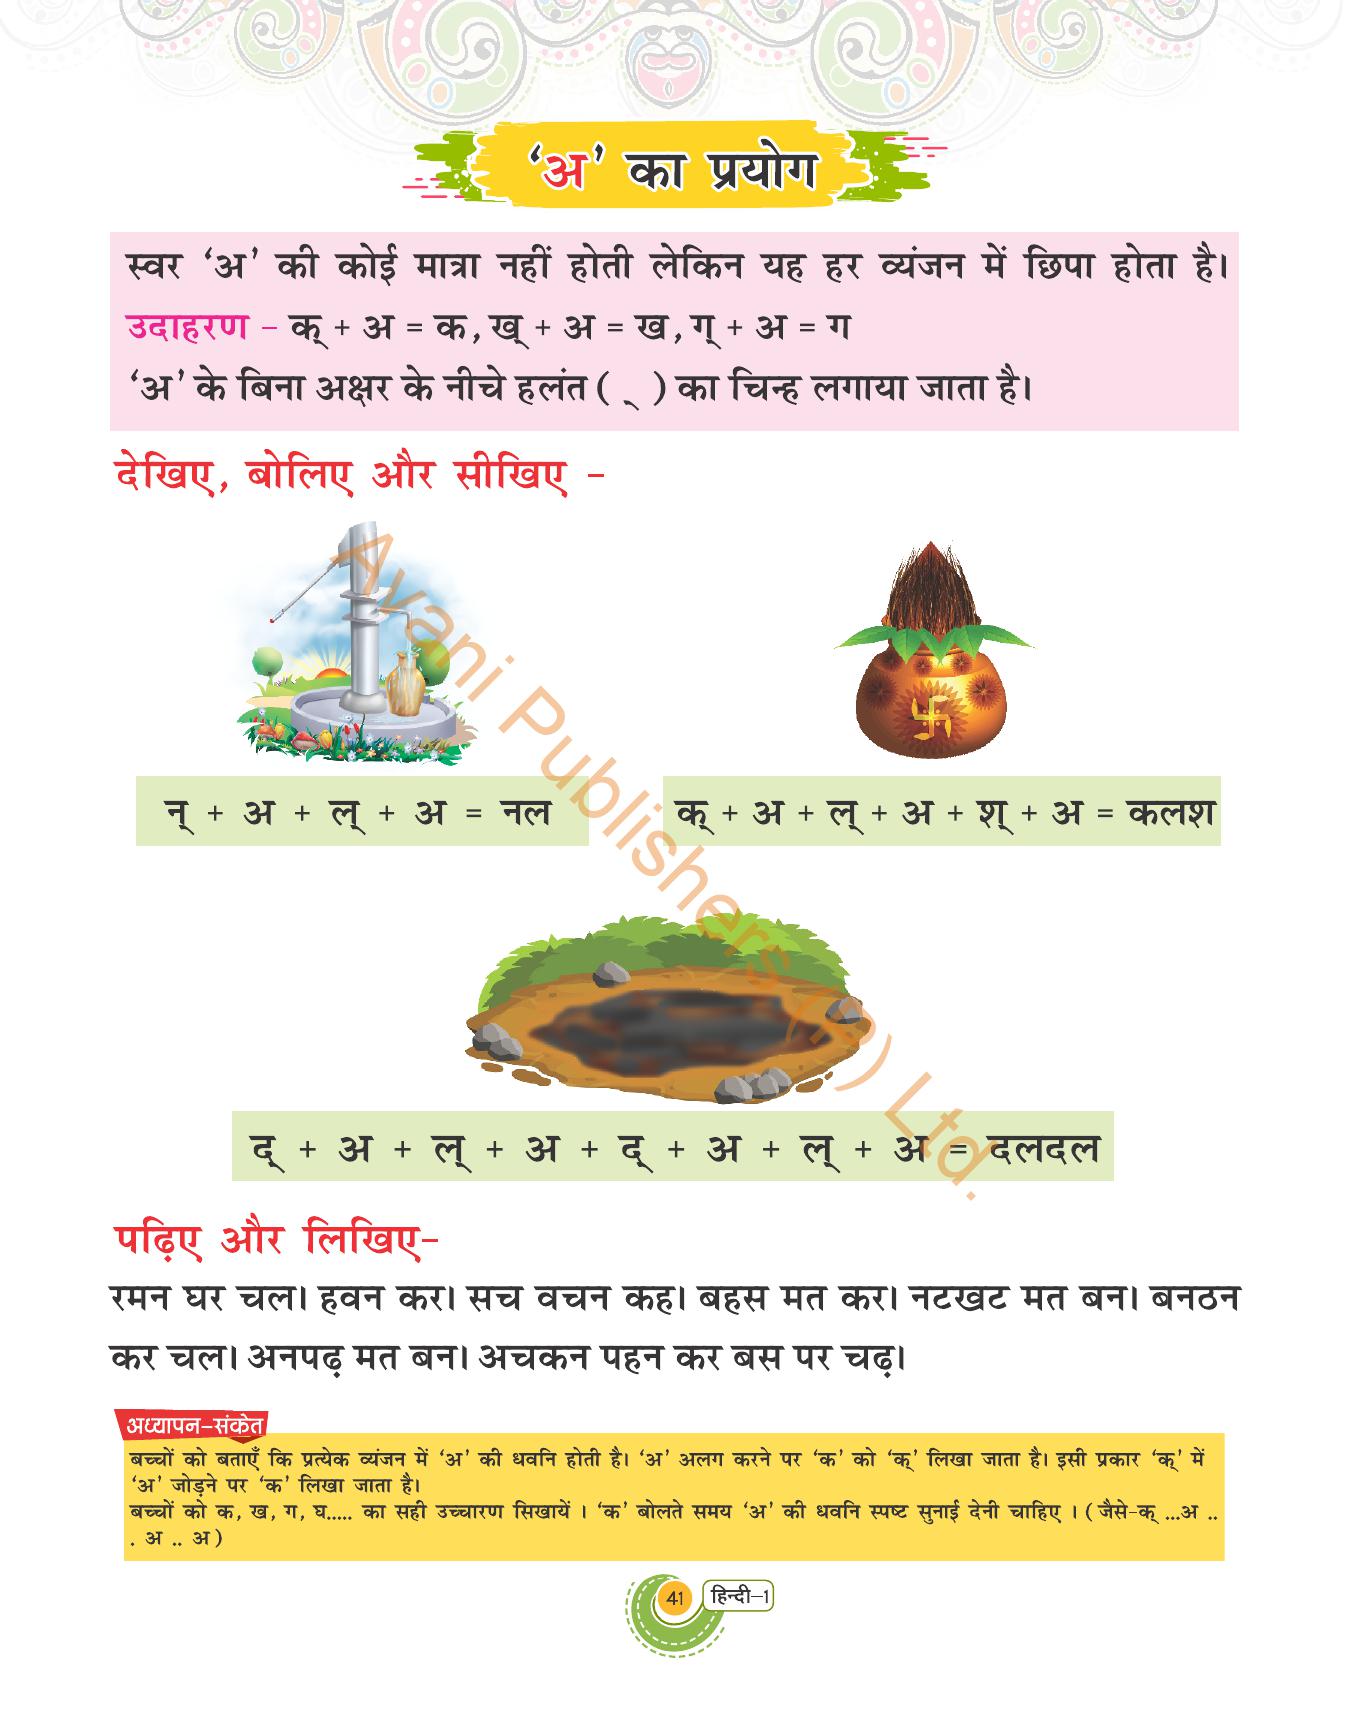 ‘अ’ का प्रयोग
स्वर ‘अ’ की कोई मात्रा नहीं होती लेकिन यह हर व्यंजन में छिपा होता है।
उदाहरण – क् + अ = क, ख् + अ = ख, ग् + अ = ग
‘अ’ के बिना अक्षर के नीचे हलंत ( ् ) का चिन्ह लगाया जाता है।
देखिए, बोलिए और सीखिए –
न् + अ + ल् + अ = नल
क् + अ + ल् + अ + श् + अ = कलश
द् + अ + ल् + अ + द् + अ + ल् + अ = दलदल
पढ़िए और लिखिए–
रमन घर चल। हवन कर। सच वचन कह। बहस मत कर। नटखट मत बन। बनठन
कर चल। अनपढ़ मत बन। अचकन पहन कर बस पर चढ़।
अध्यापन–संकेत
बच्चों को बताएँ कि प्रत्येक व्यंजन में ‘अ’ की धवनि होती है। ‘अ’ अलग करने पर ‘क’ को ‘क्’ लिखा जाता है। इसी प्रकार ‘क्’ में
‘अ’ जोड़ने पर ‘क’ लिखा जाता है।
बच्चों को क, ख, ग, घ..... का सही उच्चारण सिखायें । ‘क’ बोलते समय ‘अ’ की धवनि स्पष्ट सुनाई देनी चाहिए । (जैसे–क् ...अ ..
. अ .. अ)
41 हिन्दी–1
Avani Publishers (P) Ltd.